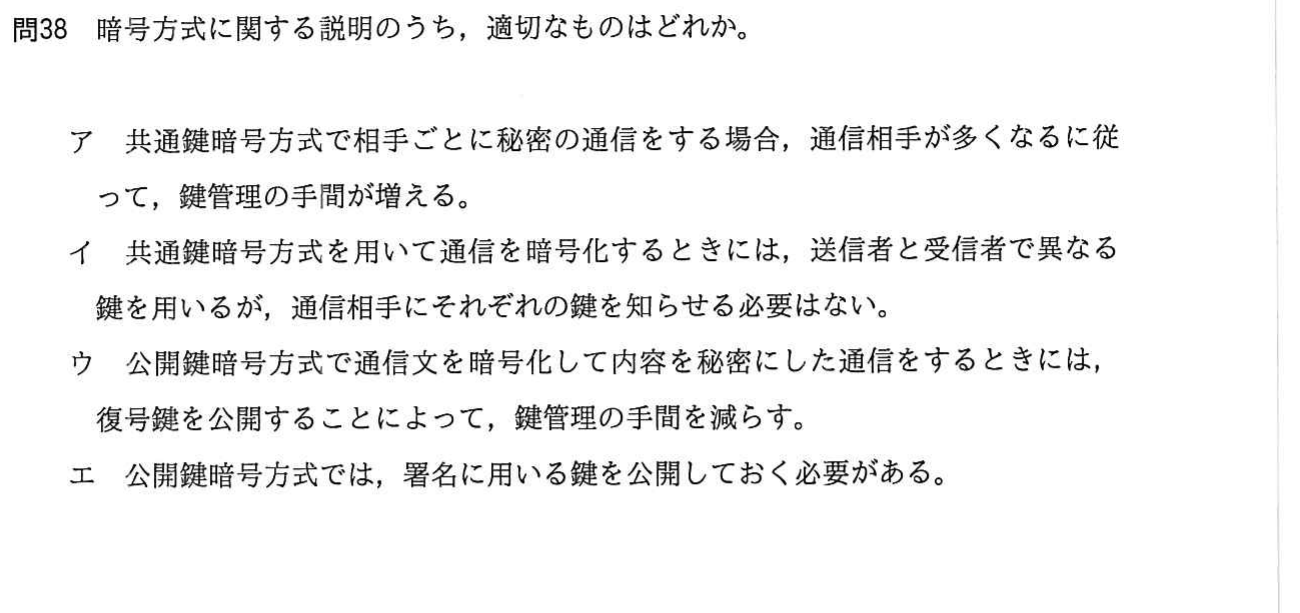 問38　暗号方式に関する説明のうち，適切なものはどれか。
ア　共通鍵暗号方式で相手ごとに秘密の通信をする場合，通信相手が多くなるに従
って，鍵管理の手間が増える。
イ　共通鍵暗号方式を用いて通信を暗号化するときには，送信者と受信者で異なる
鍵を用いるが，通信相手にそれぞれの鍵を知らせる必要はない。
ウ　公開鍵暗号方式で通信文を暗号化して内容を秘密にした通信をするときには，
復号鍵を公開することによって，鍵管理の手間を減らす。
エ　公開鍵暗号方式では，署名に用いる鍵を公開しておく必要がある。